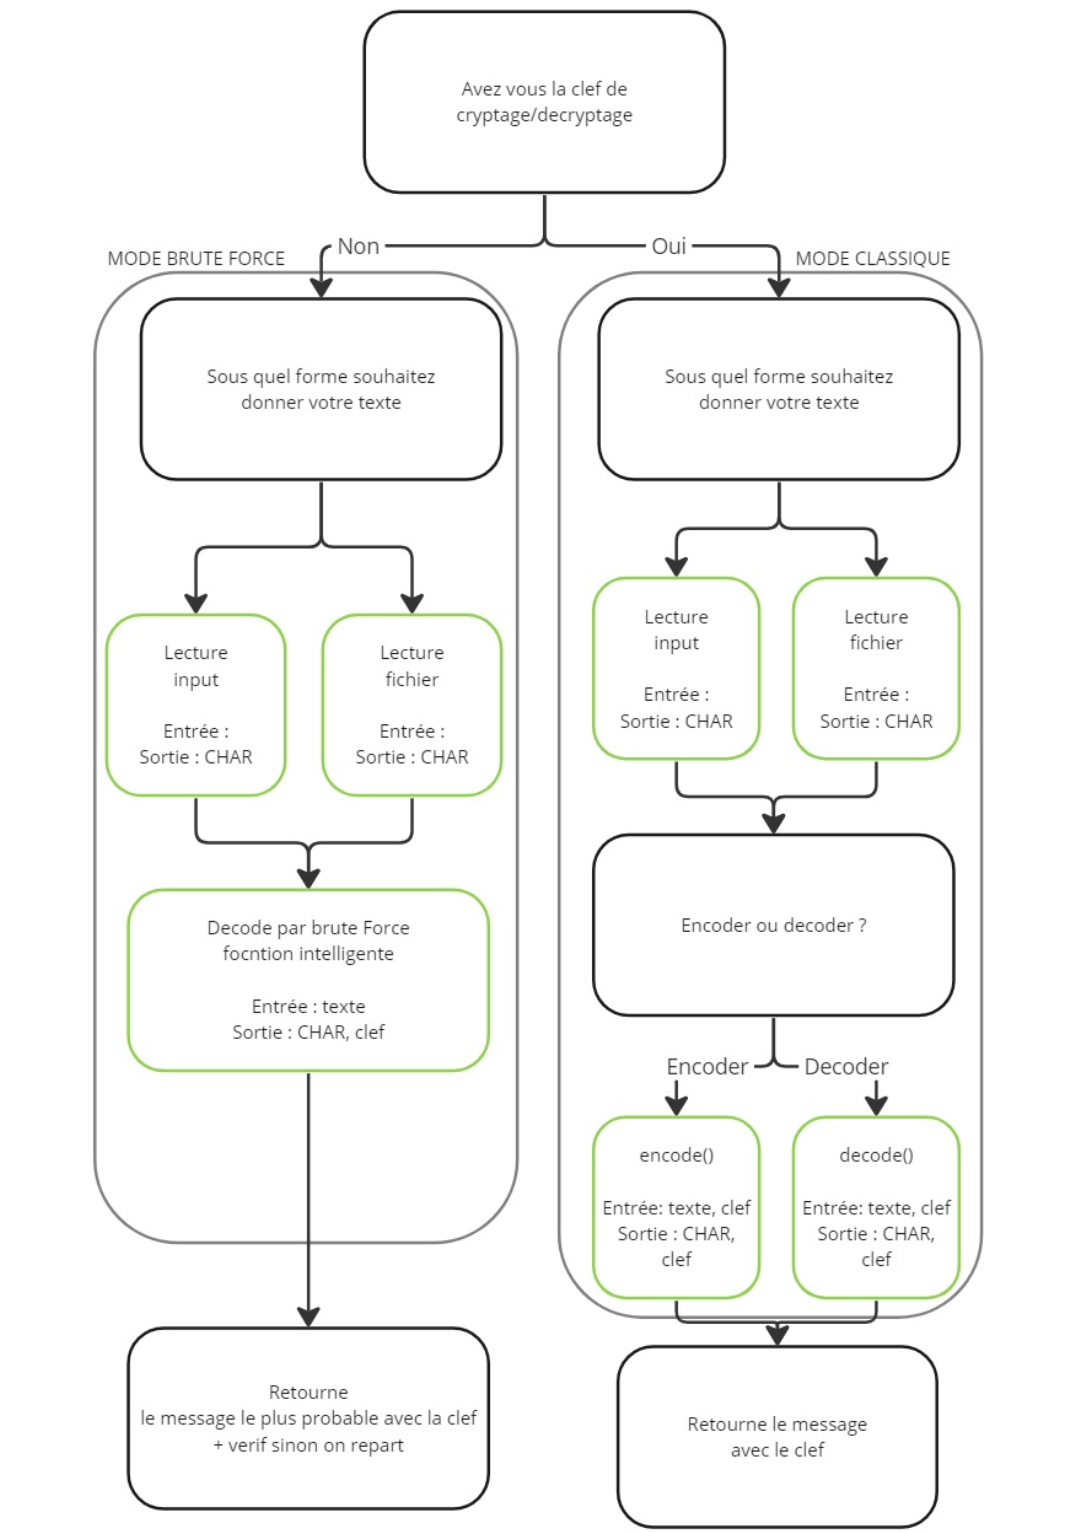 Avez vous la clef de
cryptage/decryptage
Non
Oui
MODE BRUTE FORCE
MODE CLASSIQUE
Sous quel forme souhaitez
donner votre texte
Sous quel forme souhaitez
donner votre texte
Lecture
input
Entrée :
Sortie : CHAR
Lecture
fichier
Entrée :
Sortie : CHAR
Lecture
input
Entrée :
Sortie : CHAR
Lecture
fichier
Entrée :
Sortie : CHAR
Decode par brute Force
focntion intelligente
Entrée : texte
Sortie : CHAR, clef
Encoder ou decoder ?
Encoder
Decoder
encode()
Entrée: texte, clef
Sortie : CHAR,
clef
decode()
Entrée: texte, clef
Sortie : CHAR,
clef
Retourne
le message le plus probable avec la clef
+ verif sinon on repart
Retourne le message
avec le clef